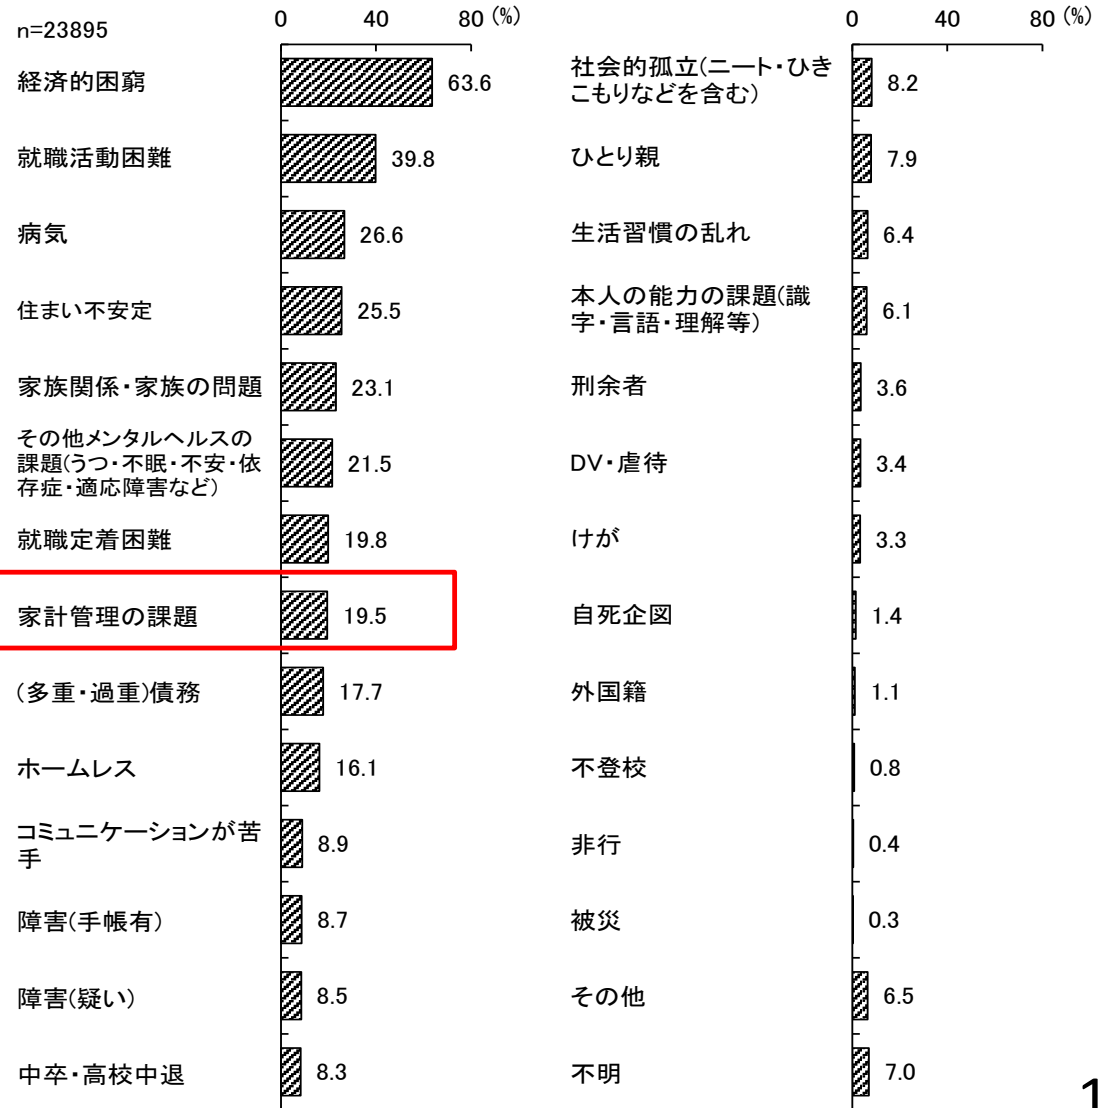 n=23895
0 40 80 (%)
経済的困窮 63.6
就職活動困難 39.8
病気 26.6
住まい不安定 25.5
家族関係・家族の問題 23.1
その他メンタルヘルスの
課題(うつ・不眠・不安・依
存症・適応障害など) 21.5
就職定着困難 19.8
家計管理の課題 19.5
(多重・過重)債務 17.7
ホームレス 16.1
コミュニケーションが苦
手 8.9
障害(手帳有) 8.7
障害(疑い) 8.5
中卒・高校中退 8.3
0 40 80 (%)
社会的孤立(ニート・ひき
こもりなどを含む) 8.2
ひとり親 7.9
生活習慣の乱れ 6.4
本人の能力の課題(識
字・言語・理解等) 6.1
刑余者 3.6
DV・虐待 3.4
けが 3.3
自死企図 1.4
外国籍 1.1
不登校 0.8
非行 0.4
被災 0.3
その他 6.5
不明 7.0
1